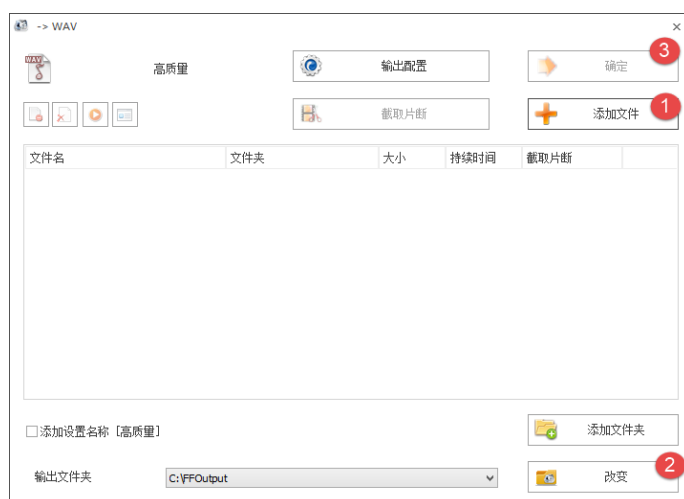 -> WAV
WAV
高质量
输出配置
确定
3
截取片断
添加文件
1
文件名 文件夹 大小 持续时间 截取片断
添加设置名称 [高质量]
添加文件夹
输出文件夹
C:\FFOutput
改变
2